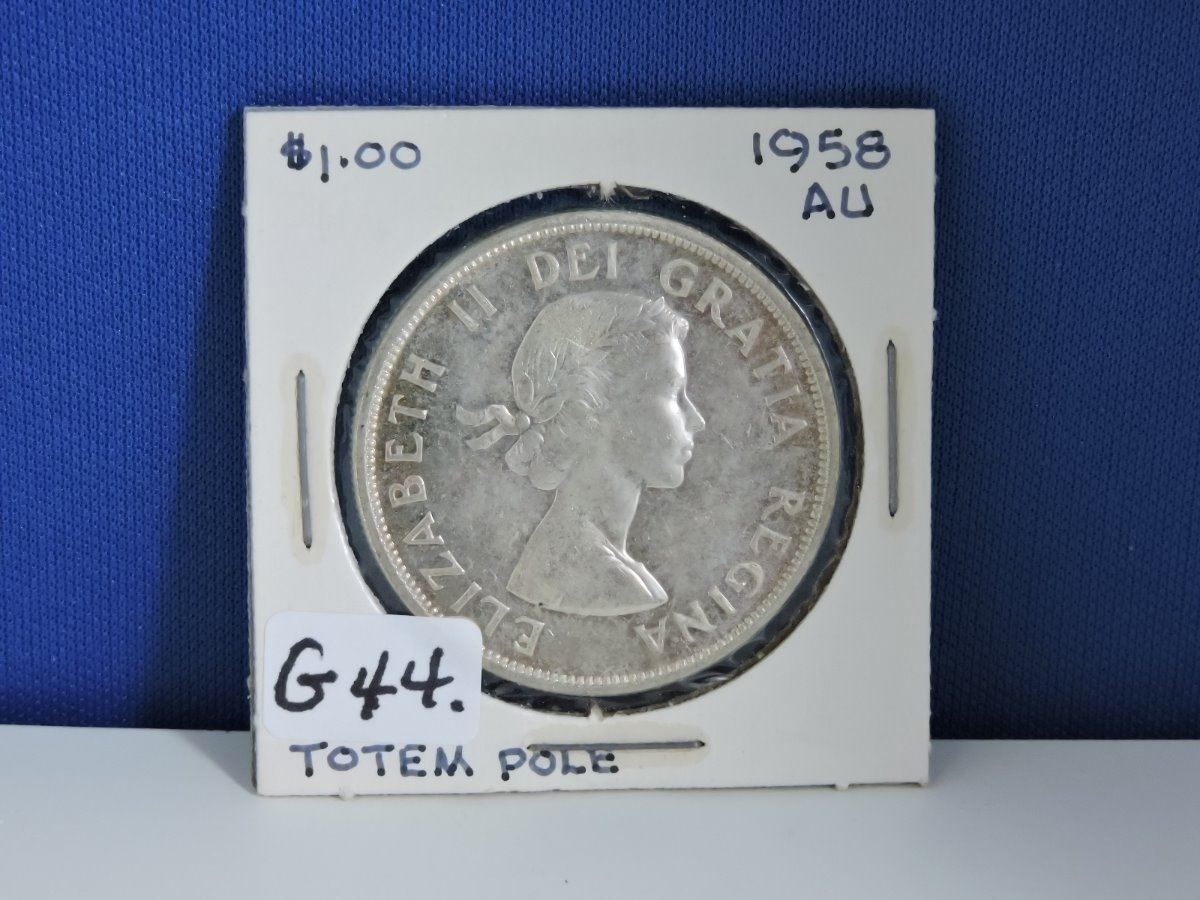 $1.00
1958
AU
ELIZABETH II DEI GRATIA REGINA
G44.
TOTEM POLE